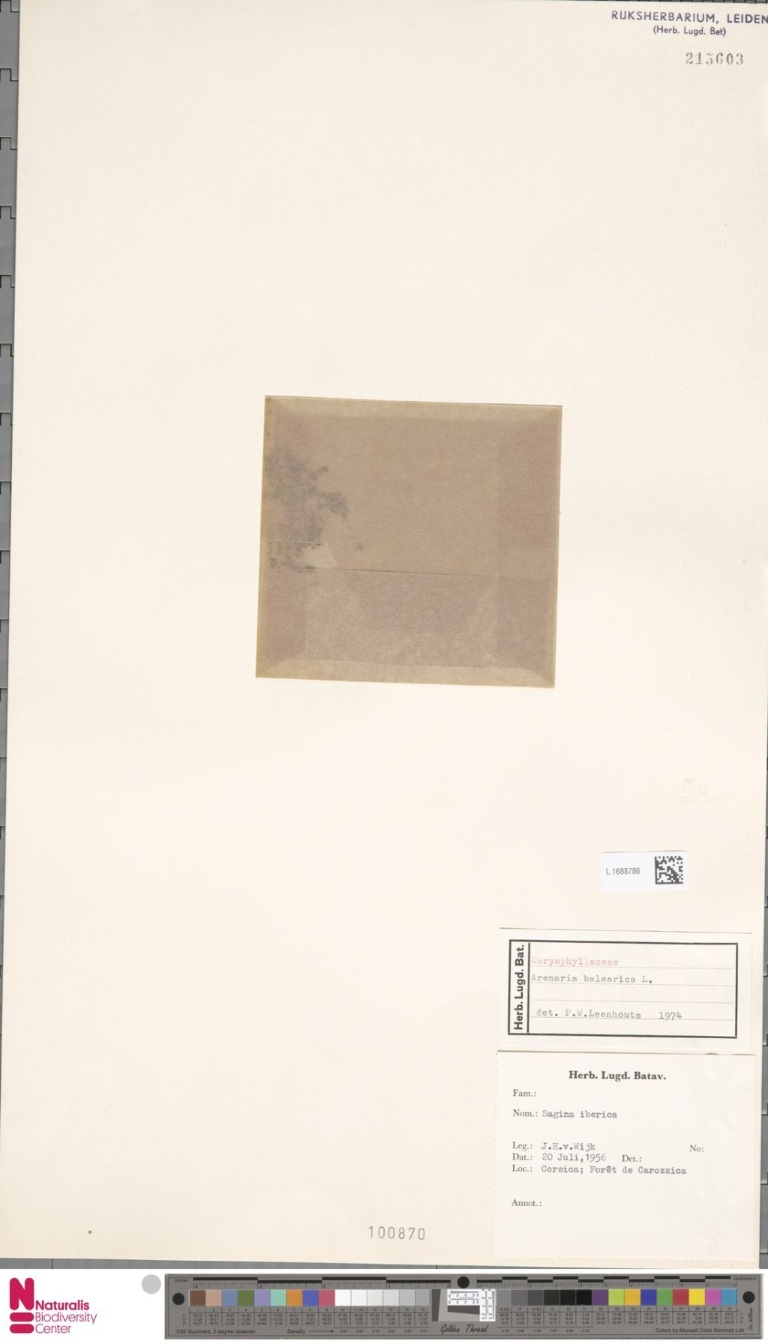 RIJKSHERBARIUM, LEIDEN
(Herb. Lugd. Bat)
215603
L.1688786
Herb. Lugd. Bat.
Caryophyllaceae
Arenaria balearica L.
det. P.W.Leenhouts 1974
Herb. Lugd. Batav.
Fam.:
Nom.: Sagina iberica
Leg.: J.H.v.Wijk No:
Dat.: 20 Juli,1956 Det.:
Loc.: Corsica; Forêt de Carozzica
Annot.:
100870
Naturalis
Biodiversity
Center
Golden Thread